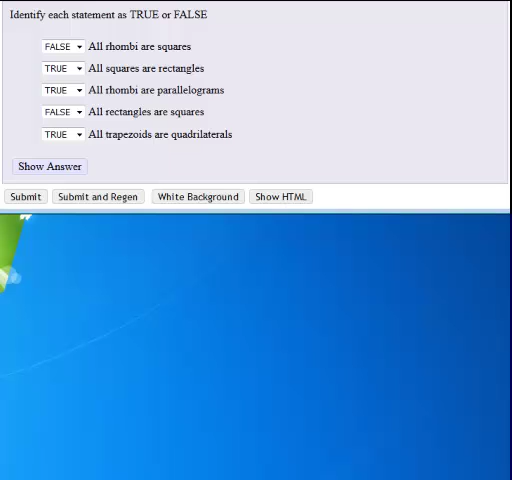 Identify each statement as TRUE or FALSE
FALSE All rhombi are squares
TRUE All squares are rectangles
TRUE All rhombi are parallelograms
FALSE All rectangles are squares
TRUE All trapezoids are quadrilaterals
Show Answer
Submit Submit and Regen White Background Show HTML